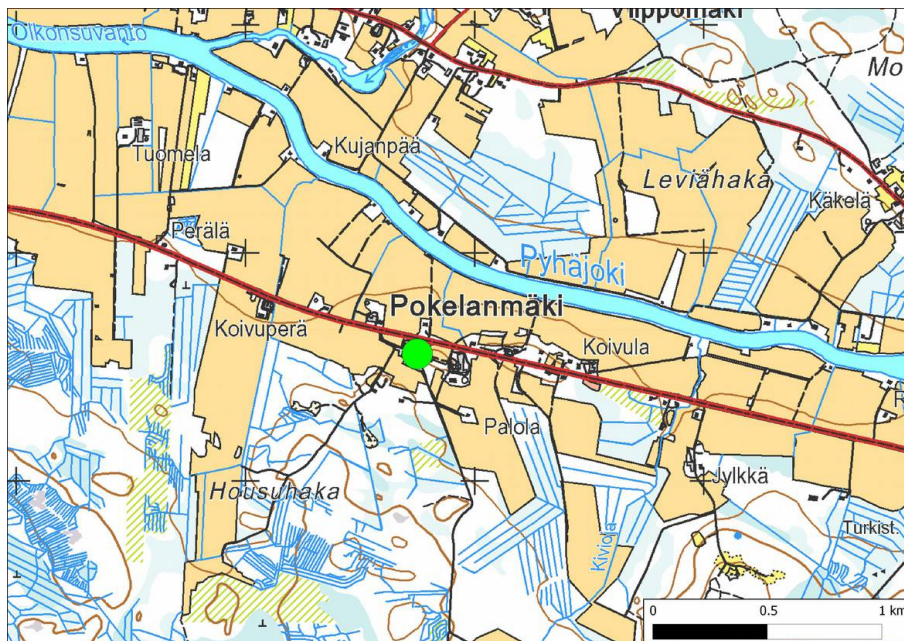 Vilppomäki
Olkonsuvanto
Mo
Tuomela
Kujanpää
Leviähaka
Käkelä
Perälä
Pyhäjoki
Pokelanmäki
Koivuperä
Koivula
R
Palola
Housuhaka
Jylkkä
Kivioja
Turkist.
0 0.5 1 km